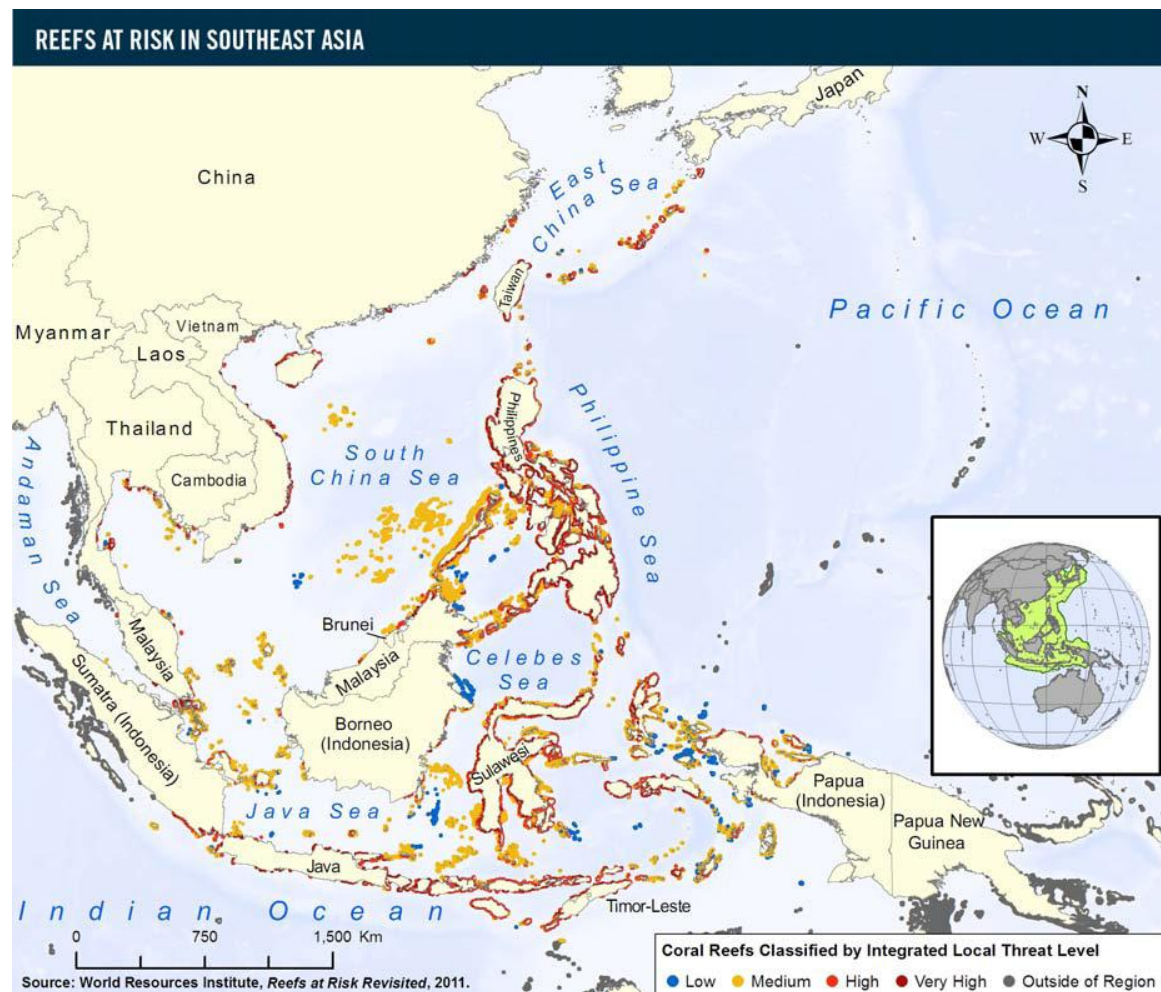 REEFS AT RISK IN SOUTHEAST ASIA
Japan
N
W
E
S
China
East
China Sea
Taiwan
Pacific Ocean
Myanmar
Vietnam
Laos
Thailand
Cambodia
Andaman Sea
South
China Sea
Philippines
Philippine Sea
Brunei
Malaysia
Malaysia
Celebes
Sea
Sumatra (Indonesia)
Borneo
(Indonesia)
Sulawesi
Papua
(Indonesia)
Papua New
Guinea
Java Sea
Java
Timor-Leste
Indian Ocean
0 750 1,500 Km
Source: World Resources Institute, Reefs at Risk Revisited, 2011.
Coral Reefs Classified by Integrated Local Threat Level
Low Medium High Very High Outside of Region